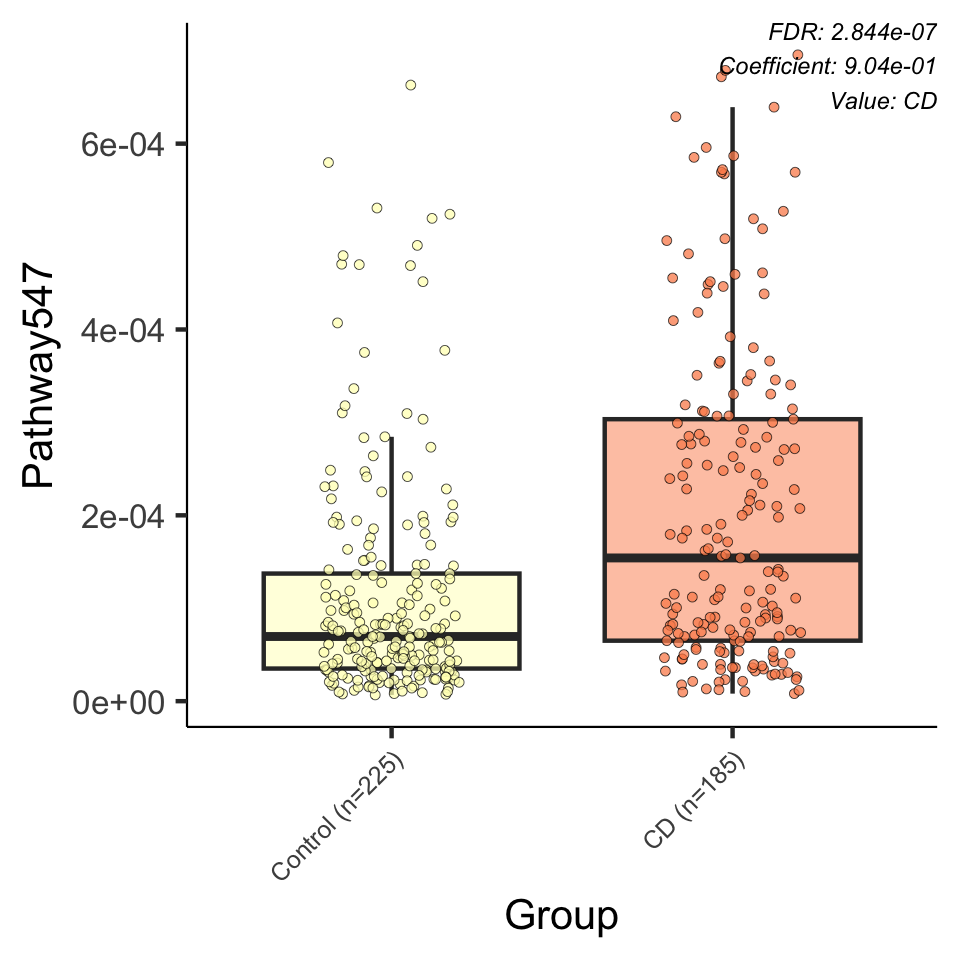 FDR: 2.844e-07
Coefficient: 9.04e-01
Value: CD
6e-04
4e-04
2e-04
0e+00
Pathway547
Control (n=225)
CD (n=185)
Group